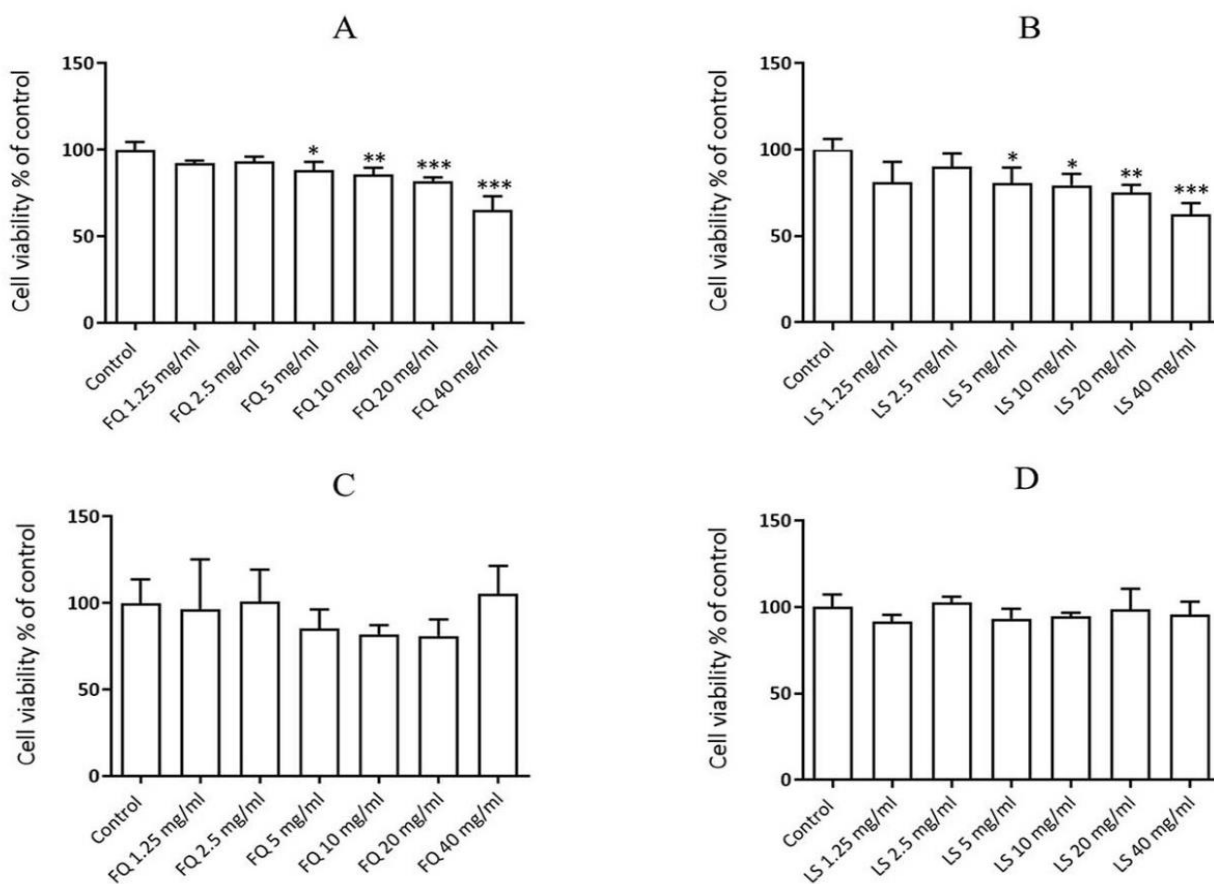 A
Cell viability % of control
150
100
50
0
*
**
***
***
Control
FQ 1.25 mg/ml
FQ 2.5 mg/ml
FQ 5 mg/ml
FQ 10 mg/ml
FQ 20 mg/ml
FQ 40 mg/ml
B
Cell viability % of control
150
100
50
0
*
*
**
***
Control
LS 1.25 mg/ml
LS 2.5 mg/ml
LS 5 mg/ml
LS 10 mg/ml
LS 20 mg/ml
LS 40 mg/ml
C
Cell viability % of control
150
100
50
0
Control
FQ 1.25 mg/ml
FQ 2.5 mg/ml
FQ 5 mg/ml
FQ 10 mg/ml
FQ 20 mg/ml
FQ 40 mg/ml
D
Cell viability % of control
150
100
50
0
Control
LS 1.25 mg/ml
LS 2.5 mg/ml
LS 5 mg/ml
LS 10 mg/ml
LS 20 mg/ml
LS 40 mg/ml